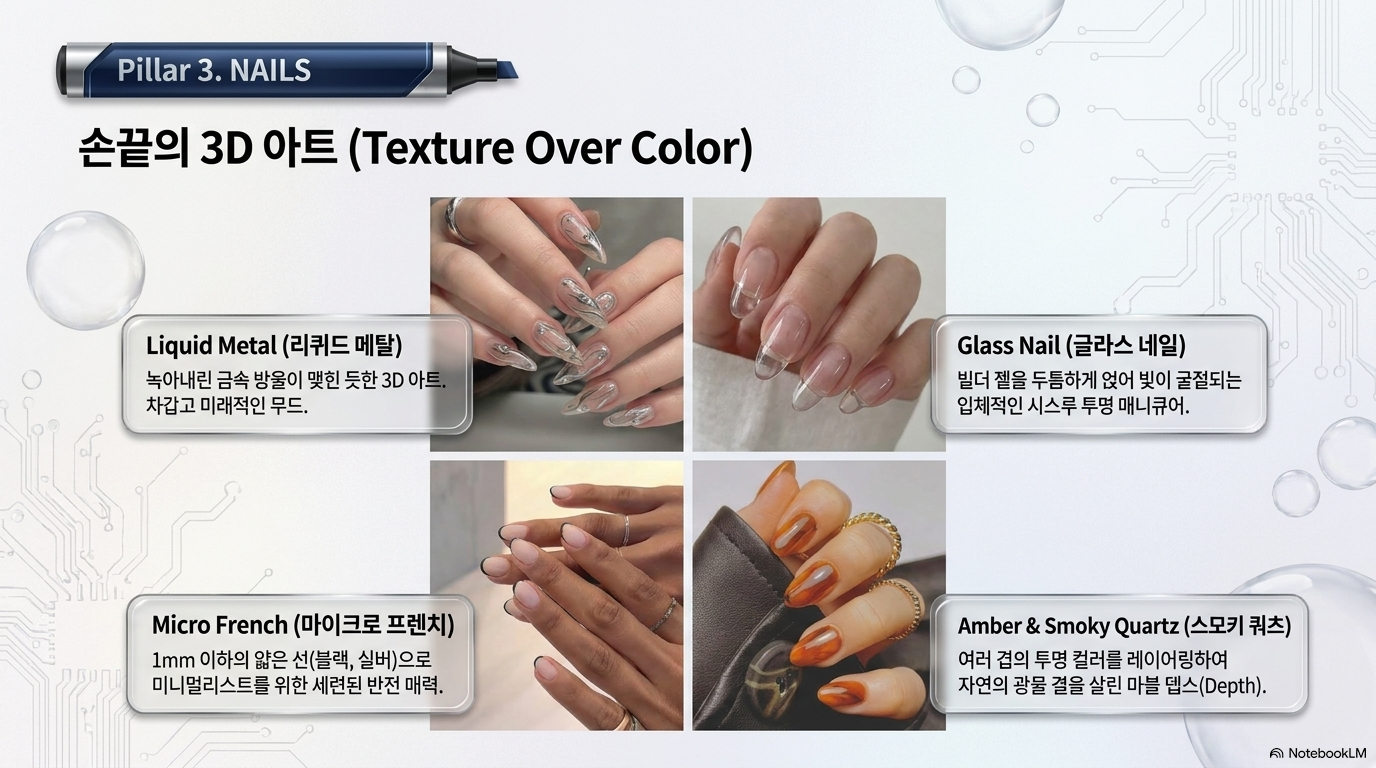 Pillar 3. NAILS
손끝의 3D 아트 (Texture Over Color)
Liquid Metal (리퀴드 메탈)
녹아내린 금속 방울이 맺힌 듯한 3D 아트.
차갑고 미래적인 무드.
Glass Nail (글라스 네일)
빌더 젤을 두툼하게 얹어 빛이 굴절되는
입체적인 시스루 투명 매니큐어.
Micro French (마이크로 프렌치)
1mm 이하의 얇은 선(블랙, 실버)으로
미니멀리스트를 위한 세련된 반전 매력.
Amber & Smoky Quartz (스모키 쿼츠)
여러 겹의 투명 컬러를 레이어링하여
자연의 광물 결을 살린 마블 뎁스(Depth).
NotebookLM